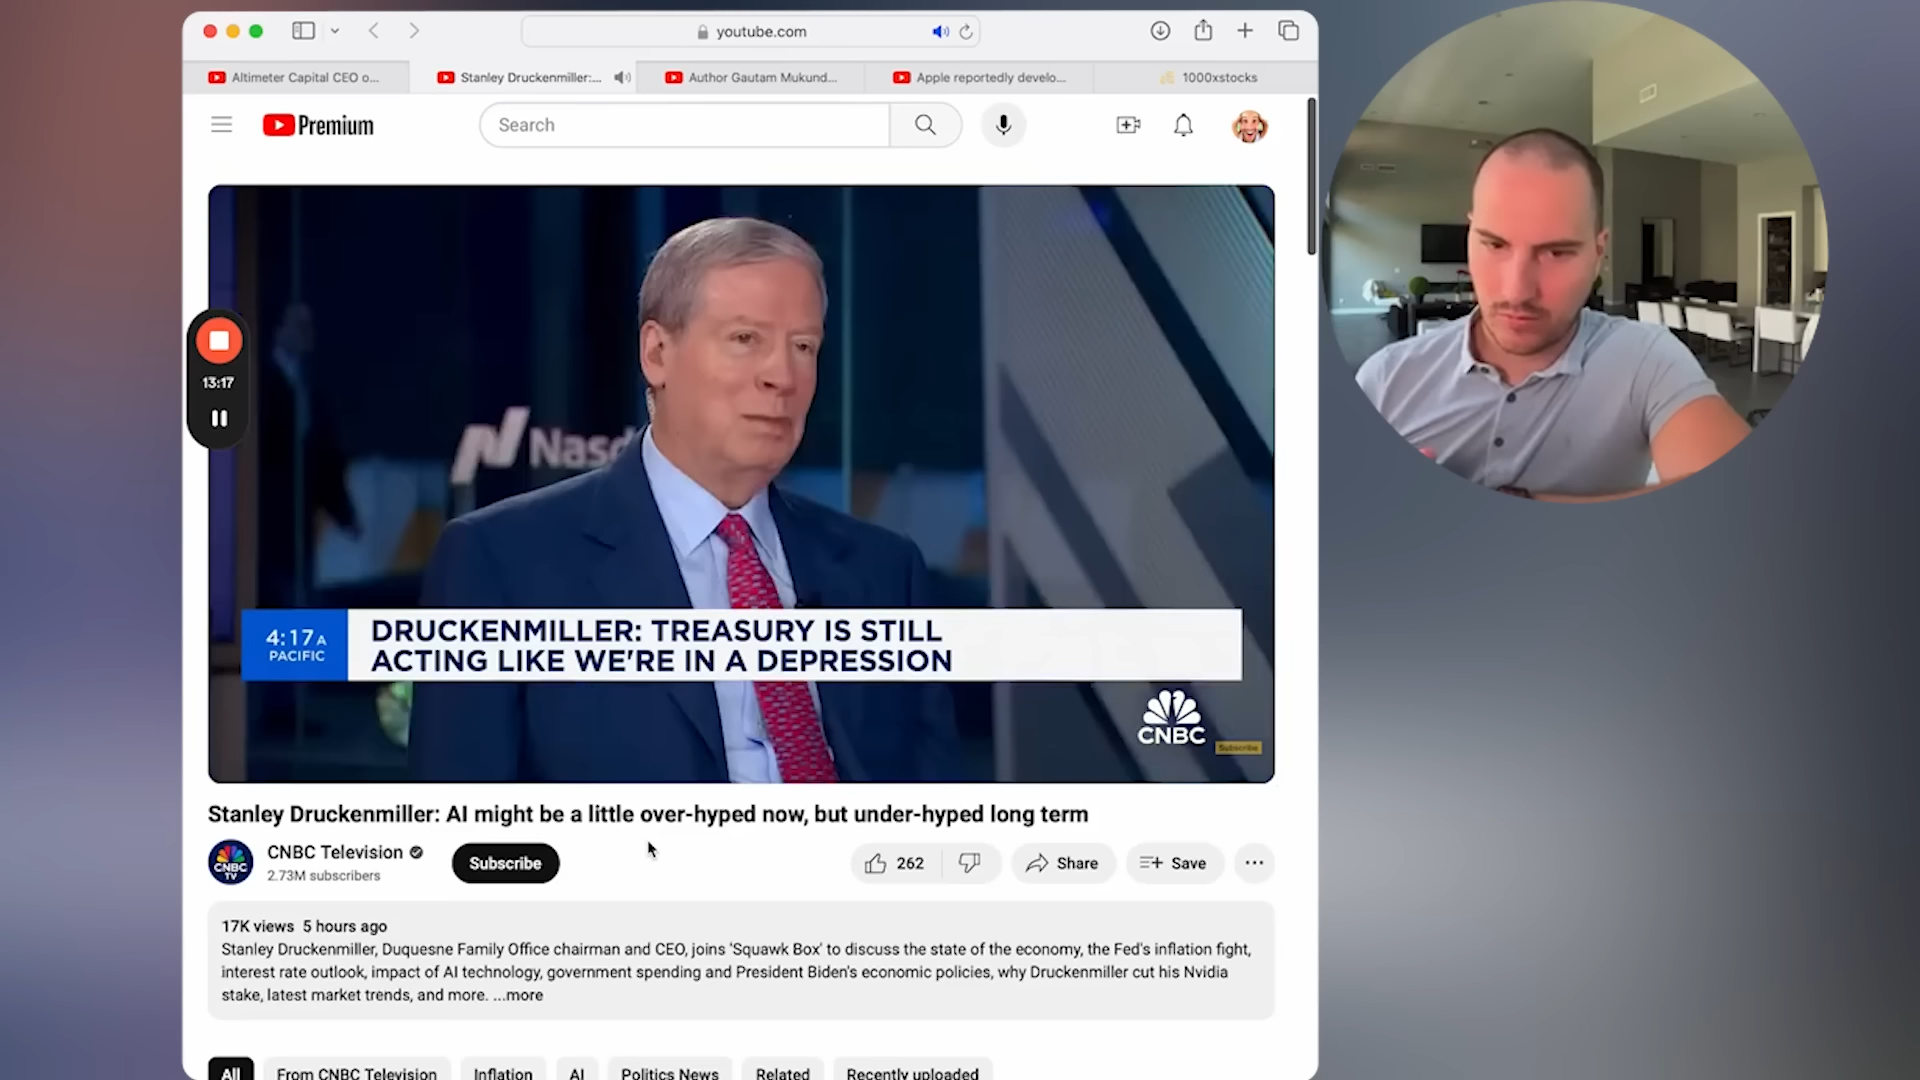 youtube.com
Altimeter Capital CEO o...
Stanley Druckenmiller:...
Author Gautam Mukund...
Apple reportedly develo...
1000xstocks
Premium
Search
13:17
Nasd
4:17A
PACIFIC
DRUCKENMILLER: TREASURY IS STILL
ACTING LIKE WE'RE IN A DEPRESSION
CNBC
Subscribe
Stanley Druckenmiller: AI might be a little over-hyped now, but under-hyped long term
CNBC
TV
CNBC Television
2.73M subscribers
Subscribe
262
Share
Save
17K views 5 hours ago
Stanley Druckenmiller, Duquesne Family Office chairman and CEO, joins 'Squawk Box' to discuss the state of the economy, the Fed's inflation fight,
interest rate outlook, impact of AI technology, government spending and President Biden's economic policies, why Druckenmiller cut his Nvidia
stake, latest market trends, and more. ...more
All
From CNBC Television
Inflation
AI
Politics News
Related
Recently uploaded